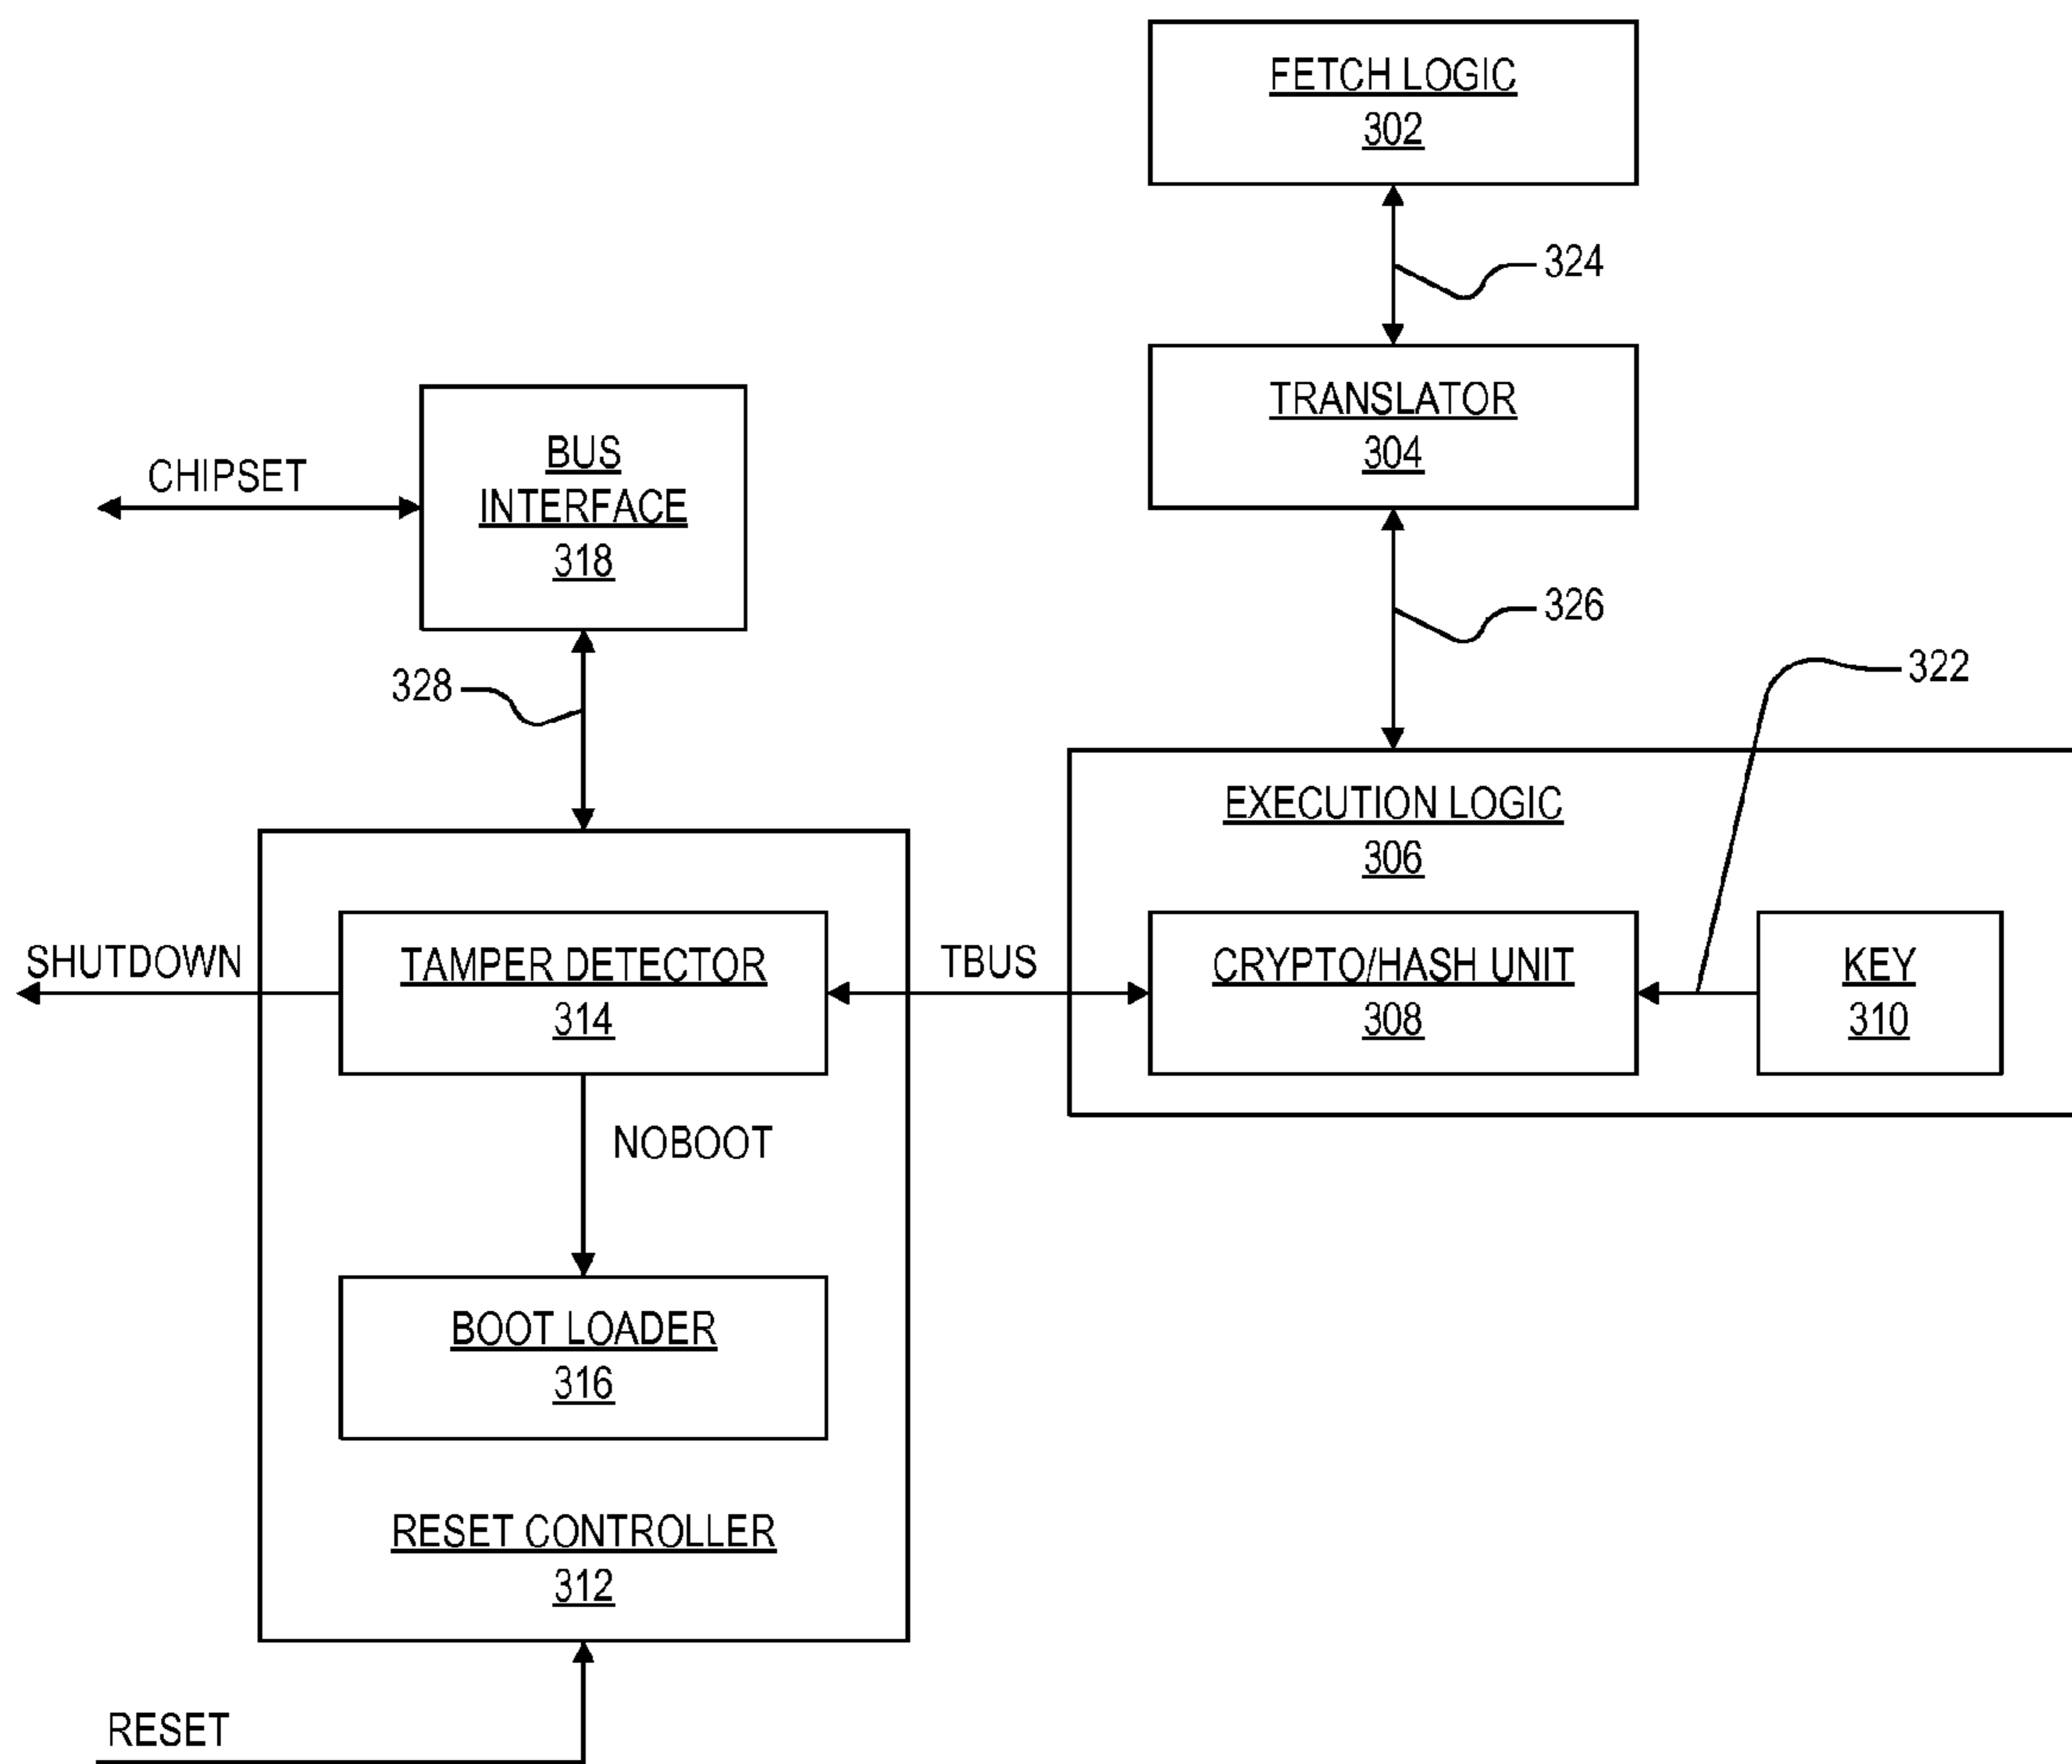 FETCH LOGIC
302
324
TRANSLATOR
304
CHIPSET
BUS
INTERFACE
318
326
322
328
EXECUTION LOGIC
306
SHUTDOWN
TAMPER DETECTOR
314
TBUS
CRYPTO/HASH UNIT
308
KEY
310
NOBOOT
BOOT LOADER
316
RESET CONTROLLER
312
RESET